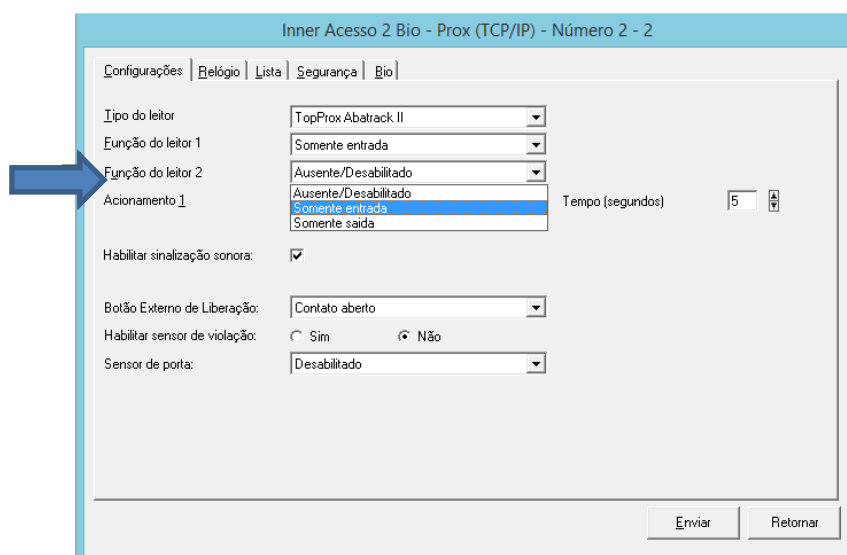 Inner Acesso 2 Bio - Prox (TCP/IP) - Número 2 - 2
Configurações Relógio Lista Segurança Bio
Tipo do leitor TopProx Abatrack II
Função do leitor 1 Somente entrada
Função do leitor 2 Ausente/Desabilitado
Ausente/Desabilitado
Acionamento 1 Somente entrada Tempo (segundos) 5
Somente saida
Habilitar sinalização sonora:
Botão Externo de Liberação: Contato aberto
Habilitar sensor de violação: Sim Não
Sensor de porta: Desabilitado
Enviar Retornar